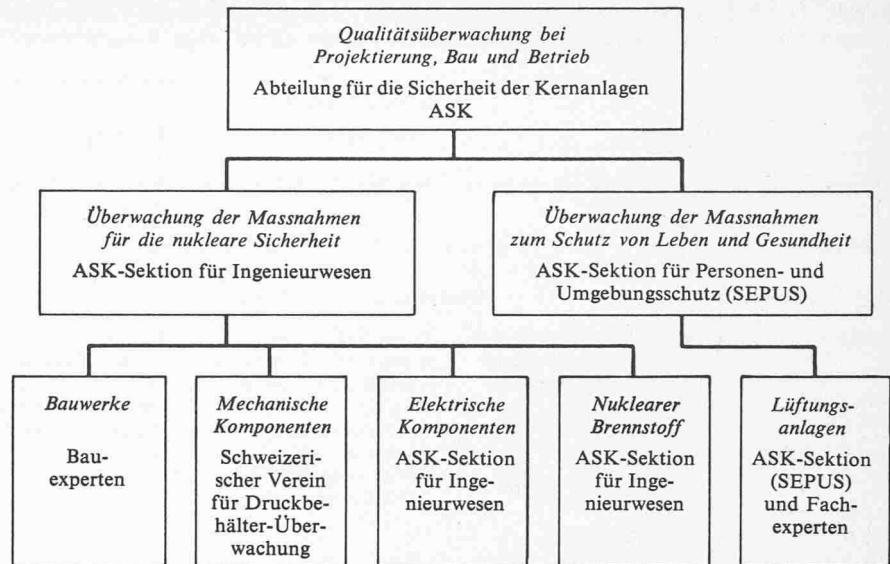 Qualitätsüberwachung bei
Projektierung, Bau und Betrieb
Abteilung für die Sicherheit der Kernanlagen
ASK
Überwachung der Massnahmen
für die nukleare Sicherheit
ASK-Sektion für Ingenieurwesen
Überwachung der Massnahmen
zum Schutz von Leben und Gesundheit
ASK-Sektion für Personen- und
Umgebungsschutz (SEPUS)
Bauwerke
Bau-
experten
Mechanische
Komponenten
Schweizeri-
scher Verein
für Druckbe-
hälter-Über-
wachung
Elektrische
Komponenten
ASK-Sektion
für Inge-
nieurwesen
Nuklearer
Brennstoff
ASK-Sektion
für Inge-
nieurwesen
Lüftungs-
anlagen
ASK-Sektion
(SEPUS)
und Fach-
experten